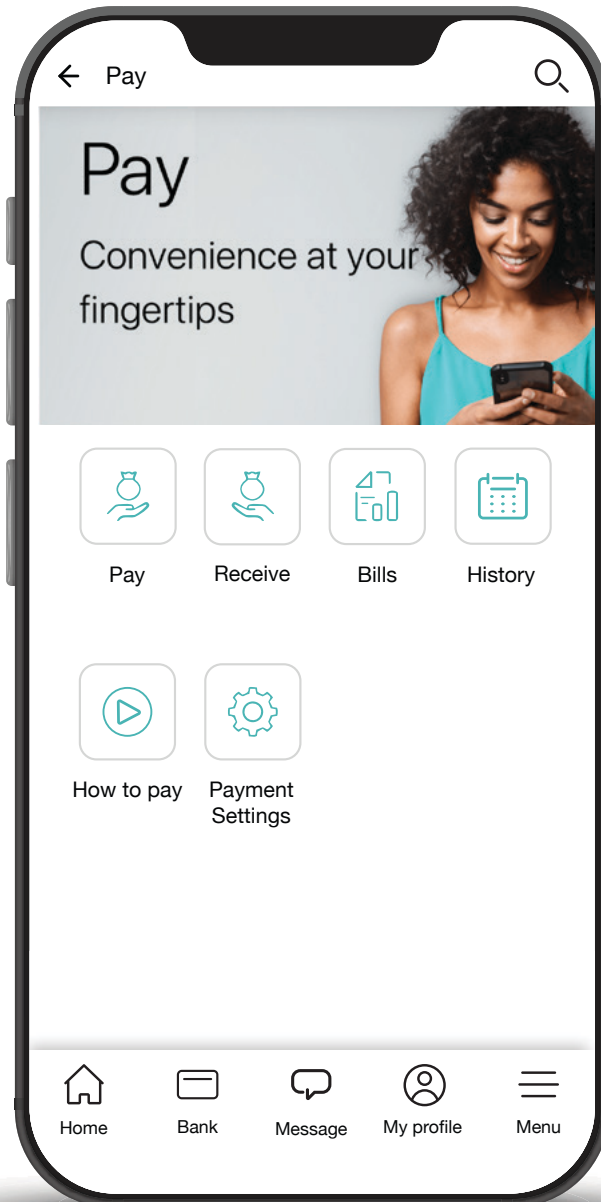 Pay
Pay
Convenience at your
fingertips
Pay
Receive
Bills
History
How to pay
Payment
Settings
Home
Bank
Message
My profile
Menu